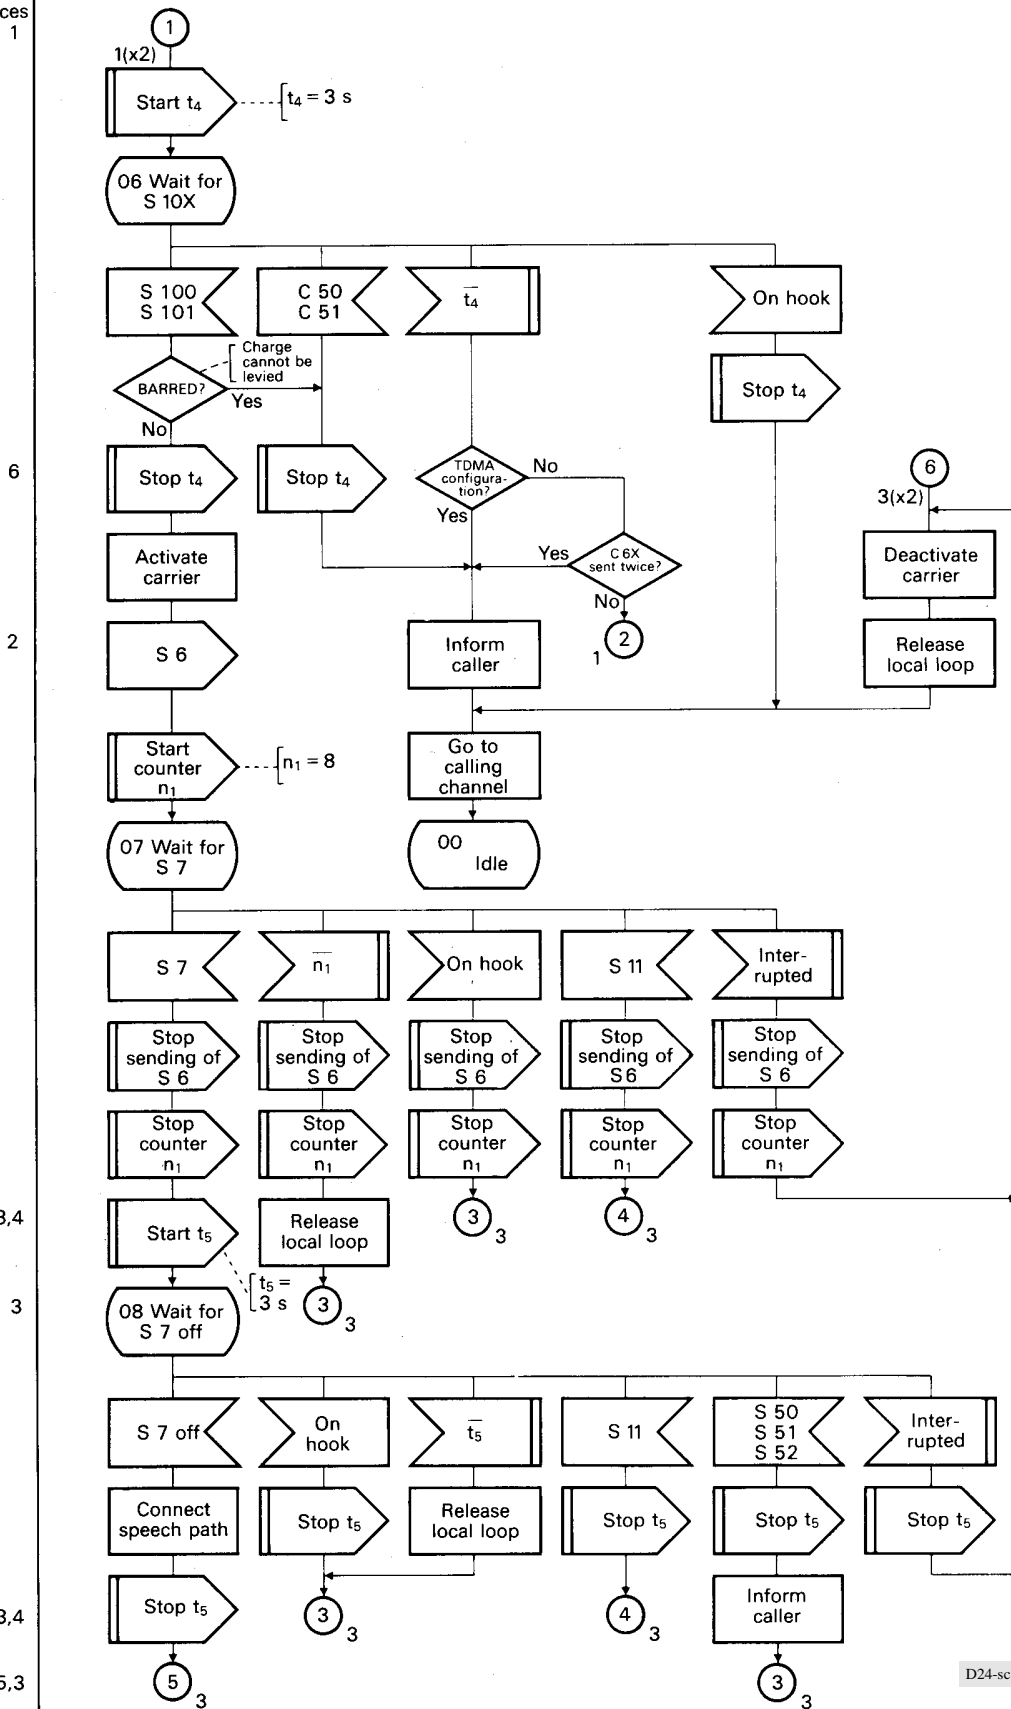 ces
1
1
1(x2)
Start t4
t4 = 3 s
06 Wait for
S 10X
S 100
S 101
C 50
C 51
t4
On hook
Charge
cannot be
levied
BARRED?
Yes
No
Stop t4
6
Stop t4
Stop t4
TDMA
configura-
tion?
No
Yes
6
3(x2)
Activate
carrier
Yes
C 6X
sent twice?
No
Deactivate
carrier
2
S 6
Inform
caller
2
1
Release
local loop
Start
counter
n1
n1 = 8
Go to
calling
channel
07 Wait for
S 7
00
Idle
S 7
n1
On hook
S 11
Inter-
rupted
Stop
sending of
S 6
Stop
sending of
S 6
Stop
sending of
S 6
Stop
sending of
S 6
Stop
sending of
S 6
Stop
counter
n1
Stop
counter
n1
Stop
counter
n1
Stop
counter
n1
Stop
counter
n1
3,4
Start t5
Release
local loop
3
3
4
3
t5 =
3 s
3
08 Wait for
S 7 off
3
3
S 7 off
On
hook
t5
S 11
S 50
S 51
S 52
Inter-
rupted
Connect
speech path
Stop t5
Release
local loop
Stop t5
Stop t5
Stop t5
3,4
Stop t5
3
3
4
3
Inform
caller
5,3
5
3
3
3
D24-sc